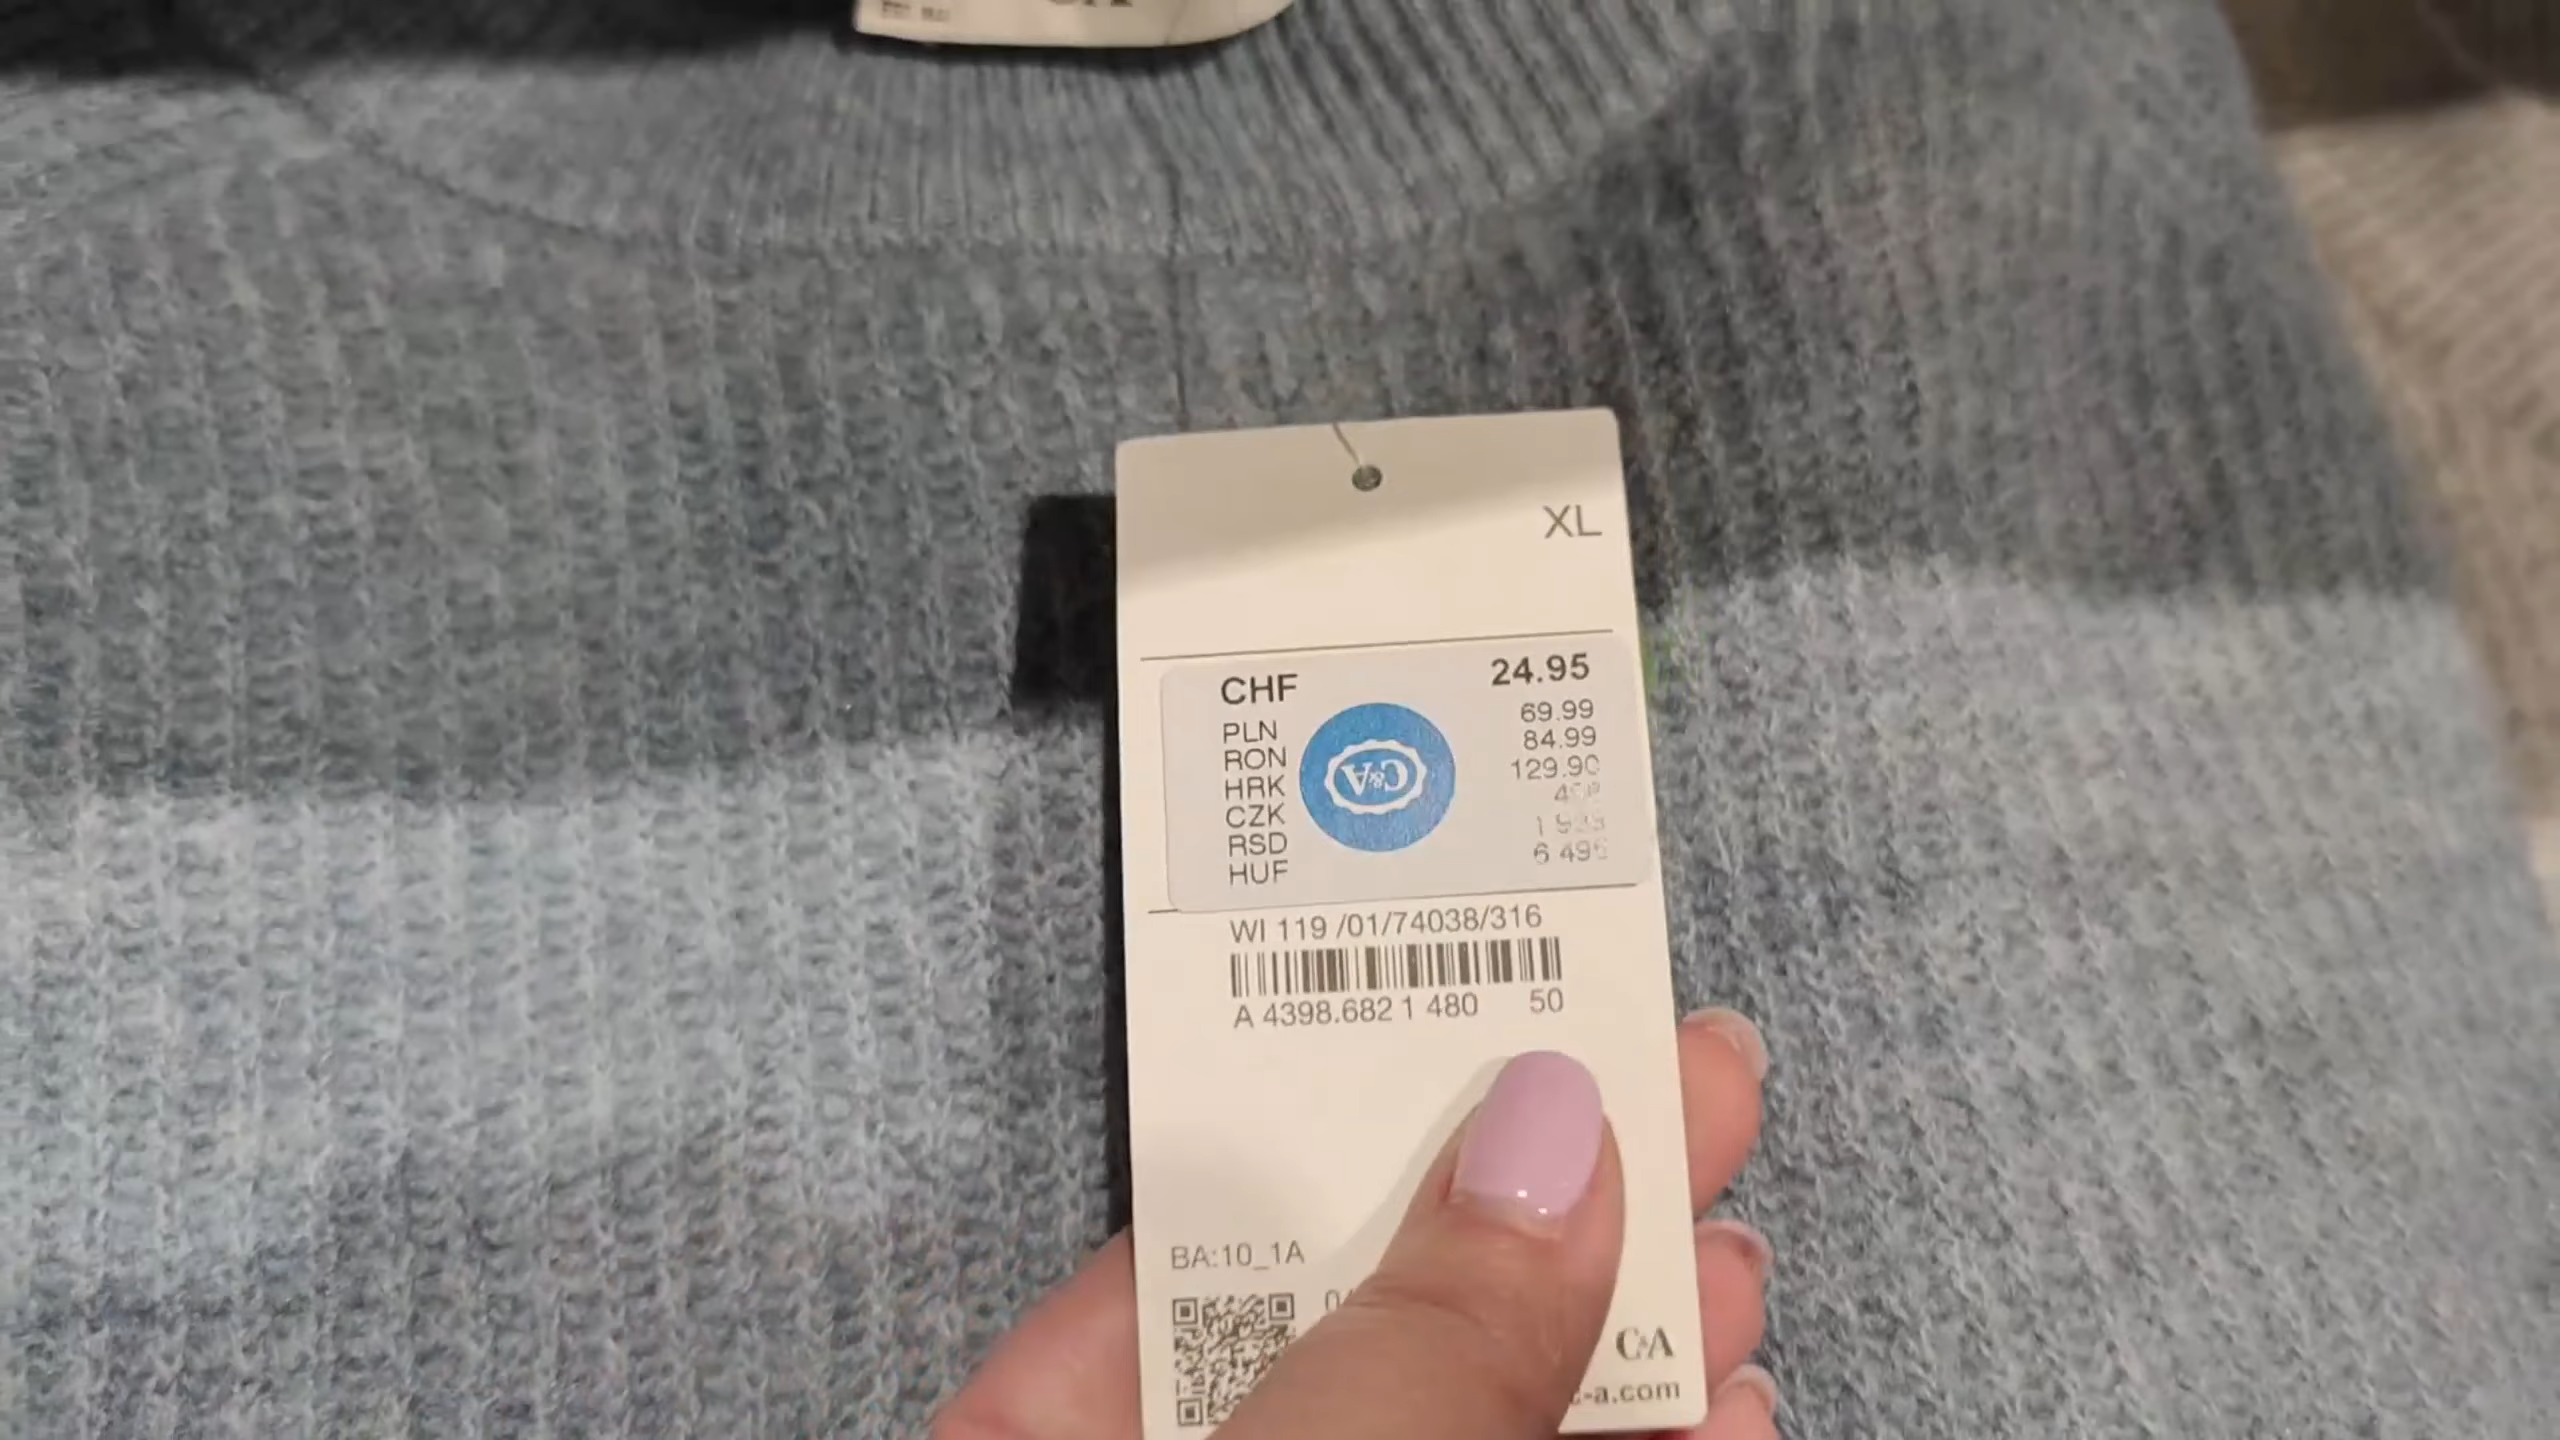 XL
CHF 24.95
PLN 69.99
RON 84.99
HRK 129.90
CZK
RSD
HUF
C&A
WI 119 /01/74038/316
A 4398.682 1 480 50
BA:10_1A
C&A
-a.com